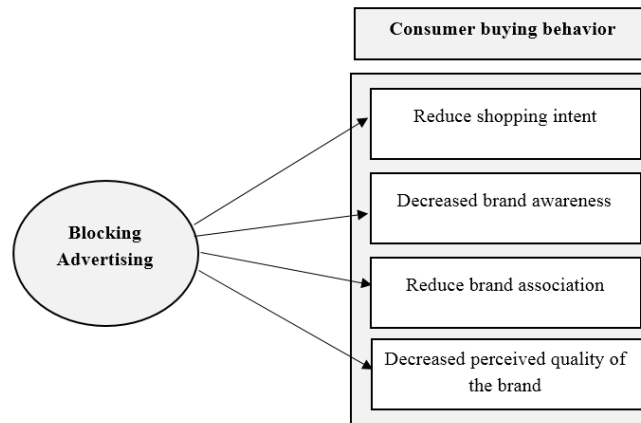 Consumer buying behavior
Reduce shopping intent
Decreased brand awareness
Blocking
Advertising
Reduce brand association
Decreased perceived quality of
the brand